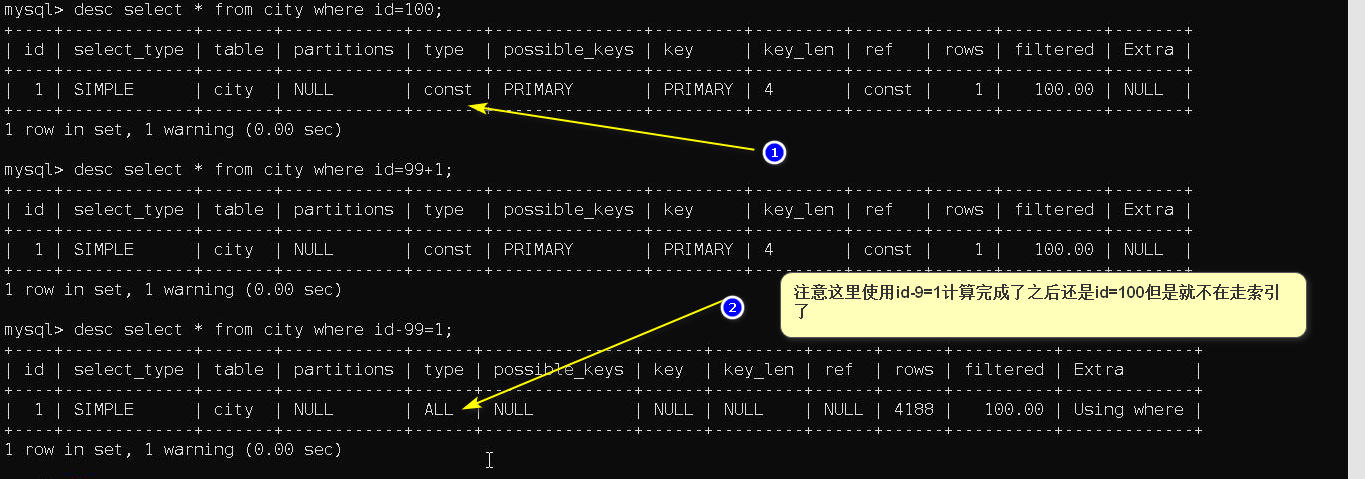 mysql> desc select * from city where id=100;
+----+-------------+-------+------------+-------+---------------+---------+---------+-------+------+----------+-------+
| id | select_type | table | partitions | type  | possible_keys | key     | key_len | ref   | rows | filtered | Extra |
+----+-------------+-------+------------+-------+---------------+---------+---------+-------+------+----------+-------+
|  1 | SIMPLE      | city  | NULL       | const | PRIMARY       | PRIMARY | 4       | const |    1 |   100.00 | NULL  |
+----+-------------+-------+------------+-------+---------------+---------+---------+-------+------+----------+-------+
1 row in set, 1 warning (0.00 sec)
1
mysql> desc select * from city where id=99+1;
+----+-------------+-------+------------+-------+---------------+---------+---------+-------+------+----------+-------+
| id | select_type | table | partitions | type  | possible_keys | key     | key_len | ref   | rows | filtered | Extra |
+----+-------------+-------+------------+-------+---------------+---------+---------+-------+------+----------+-------+
|  1 | SIMPLE      | city  | NULL       | const | PRIMARY       | PRIMARY | 4       | const |    1 |   100.00 | NULL  |
+----+-------------+-------+------------+-------+---------------+---------+---------+-------+------+----------+-------+
1 row in set, 1 warning (0.00 sec)
2
注意这里使用id-9=1计算完成了之后还是id=100但是就不在走索引
了
mysql> desc select * from city where id-99=1;
+----+-------------+-------+------------+------+---------------+------+---------+------+------+----------+-------------+
| id | select_type | table | partitions | type | possible_keys | key  | key_len | ref  | rows | filtered | Extra       |
+----+-------------+-------+------------+------+---------------+------+---------+------+------+----------+-------------+
|  1 | SIMPLE      | city  | NULL       | ALL  | NULL          | NULL | NULL    | NULL | 4188 |   100.00 | Using where |
+----+-------------+-------+------------+------+---------------+------+---------+------+------+----------+-------------+
1 row in set, 1 warning (0.00 sec)